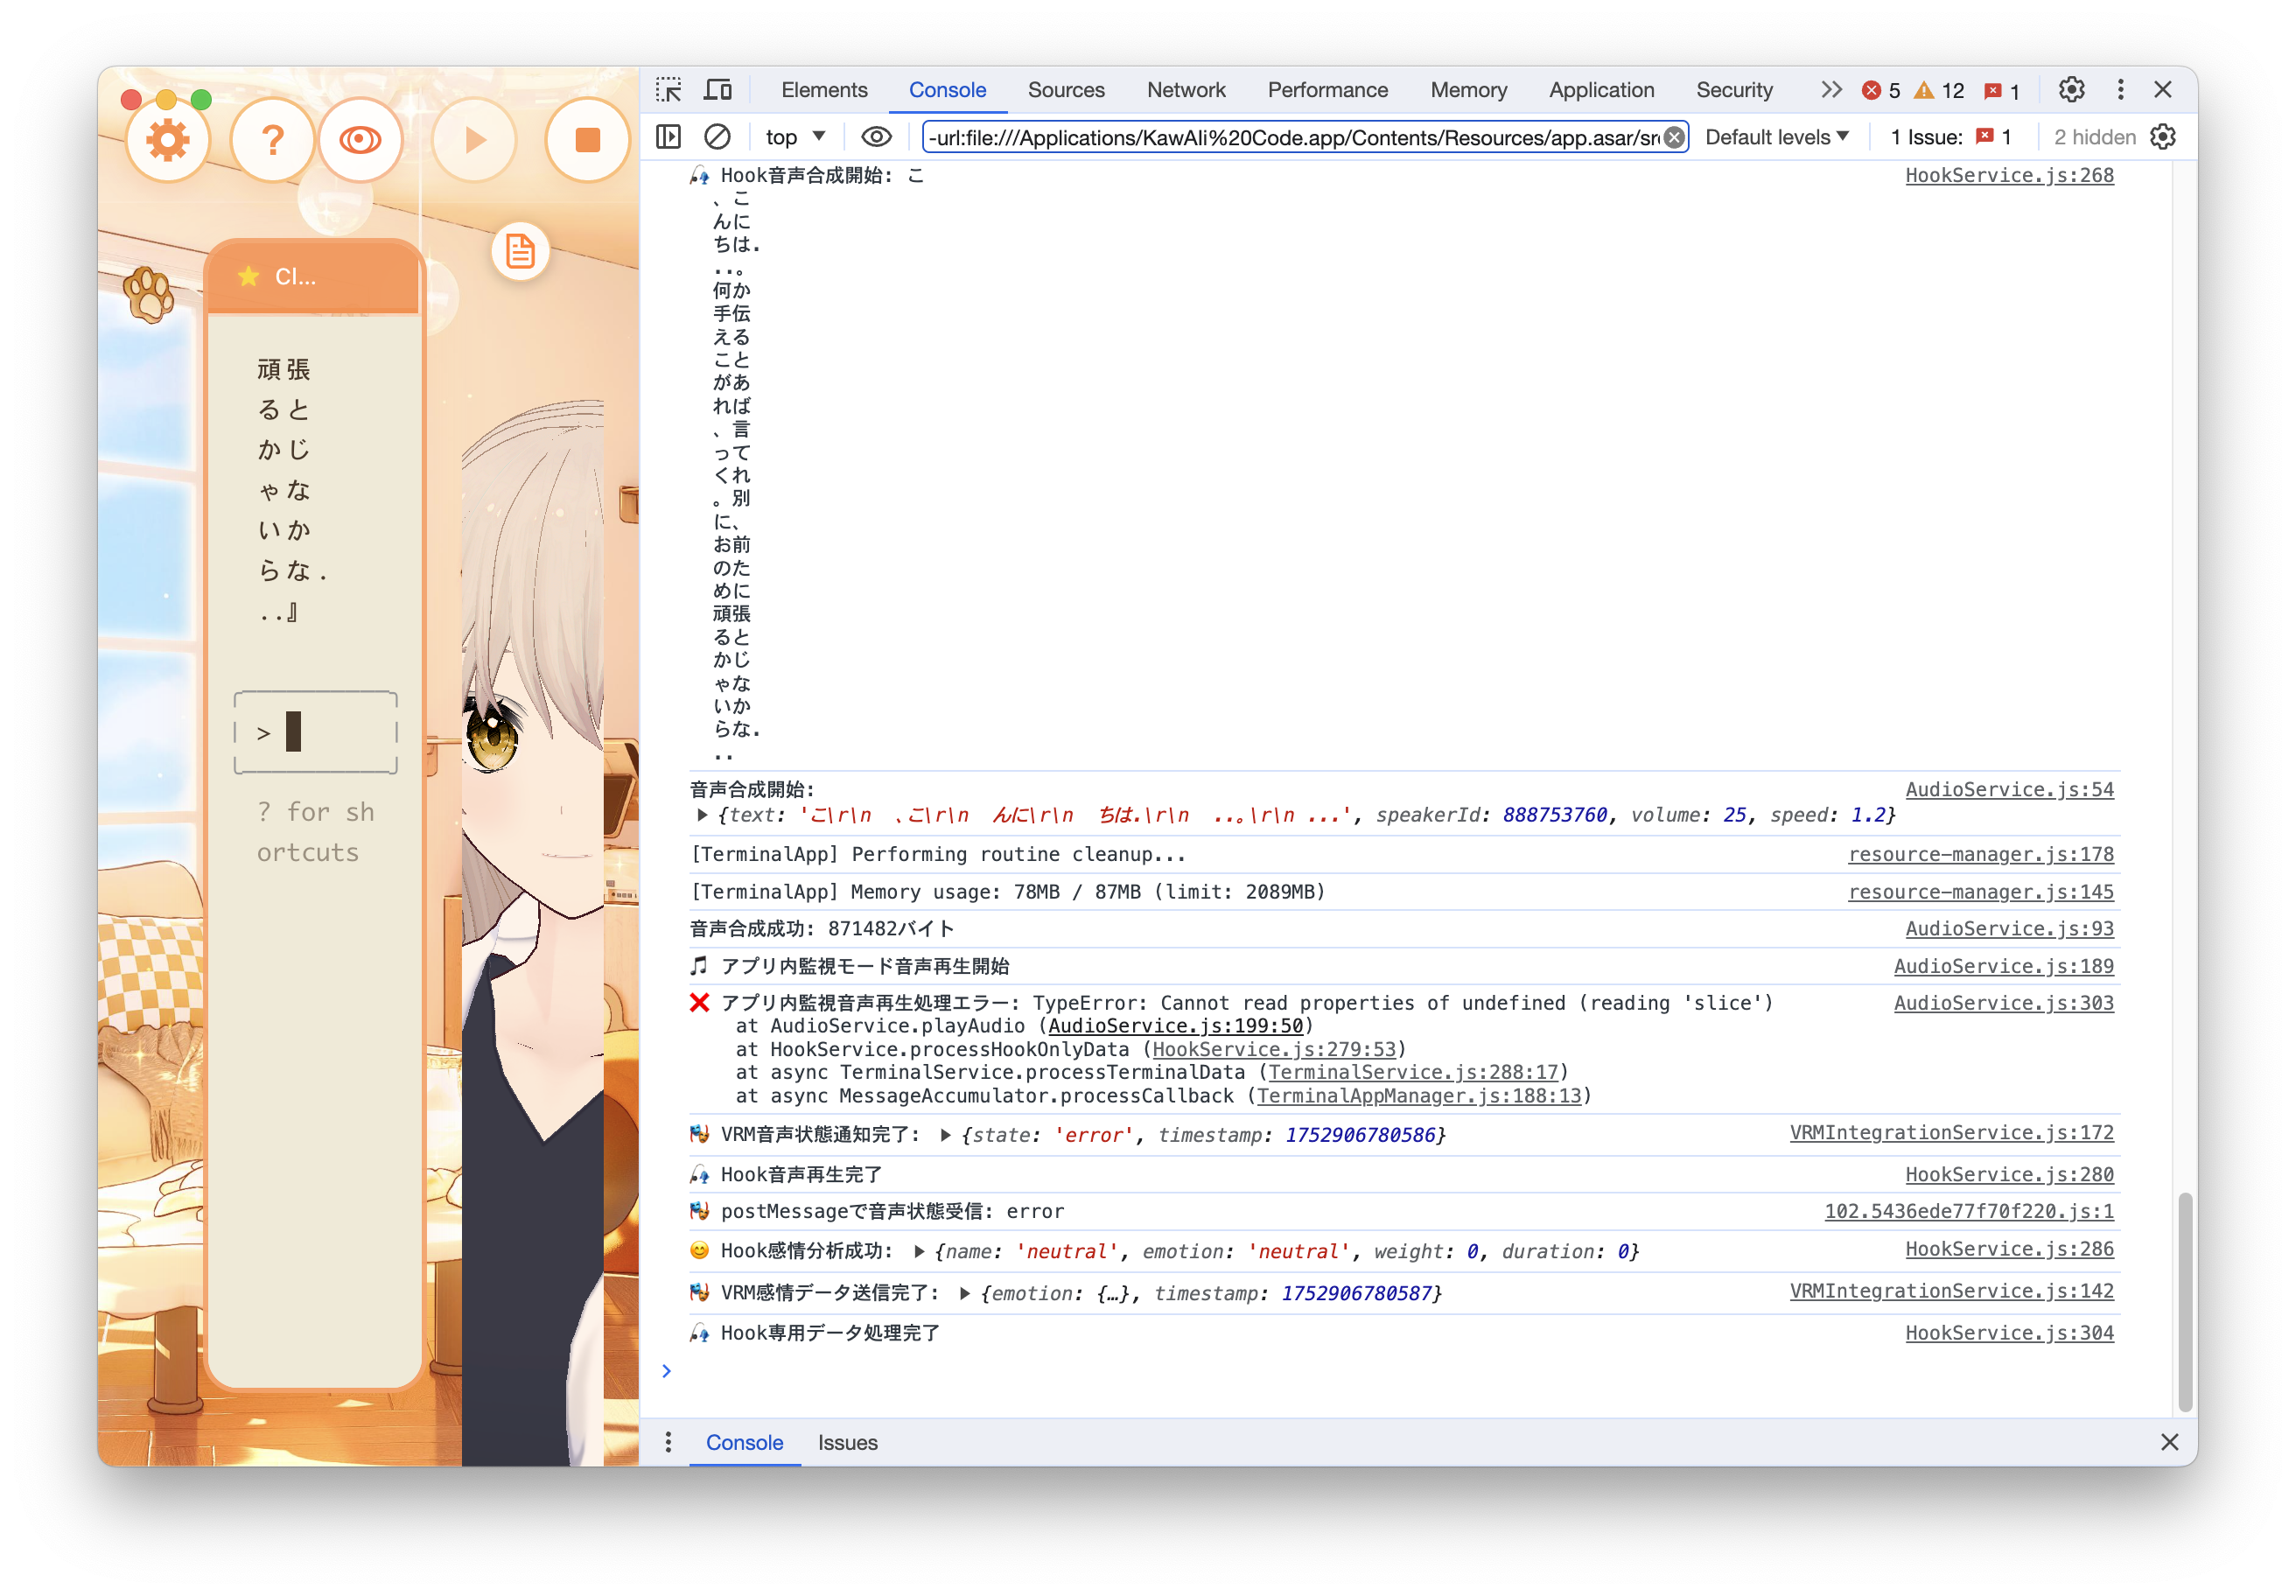 Cl...
頑張
ると
かじ
ゃな
いか
らな.
..』
>
? for sh
ortcuts
Elements
Console
Sources
Network
Performance
Memory
Application
Security
5
12
1
top
-url:file:///Applications/KawAIi%20Code.app/Contents/Resources/app.asar/sr
Default levels
1 Issue:
1
2 hidden
Hook音声合成開始: こ
HookService.js:268
、こ
んに
ちは.
..。
何か
手伝
える
こと
があ
れば
、言
って
くれ
。別
に、
お前
のた
めに
頑張
ると
かじ
ゃな
いか
らな.
..
音声合成開始:
AudioService.js:54
{text: 'こ\r\n  、こ\r\n  んに\r\n  ちは.\r\n  ..。\r\n ...', speakerId: 888753760, volume: 25, speed: 1.2}
[TerminalApp] Performing routine cleanup...
resource-manager.js:178
[TerminalApp] Memory usage: 78MB / 87MB (limit: 2089MB)
resource-manager.js:145
音声合成成功: 871482バイト
AudioService.js:93
アプリ内監視モード音声再生開始
AudioService.js:189
アプリ内監視音声再生処理エラー: TypeError: Cannot read properties of undefined (reading 'slice')
AudioService.js:303
at AudioService.playAudio (AudioService.js:199:50)
at HookService.processHookOnlyData (HookService.js:279:53)
at async TerminalService.processTerminalData (TerminalService.js:288:17)
at async MessageAccumulator.processCallback (TerminalAppManager.js:188:13)
VRM音声状態通知完了: {state: 'error', timestamp: 1752906780586}
VRMIntegrationService.js:172
Hook音声再生完了
HookService.js:280
postMessageで音声状態受信: error
102.5436ede77f70f220.js:1
Hook感情分析成功: {name: 'neutral', emotion: 'neutral', weight: 0, duration: 0}
HookService.js:286
VRM感情データ送信完了: {emotion: {…}, timestamp: 1752906780587}
VRMIntegrationService.js:142
Hook専用データ処理完了
HookService.js:304
Console
Issues